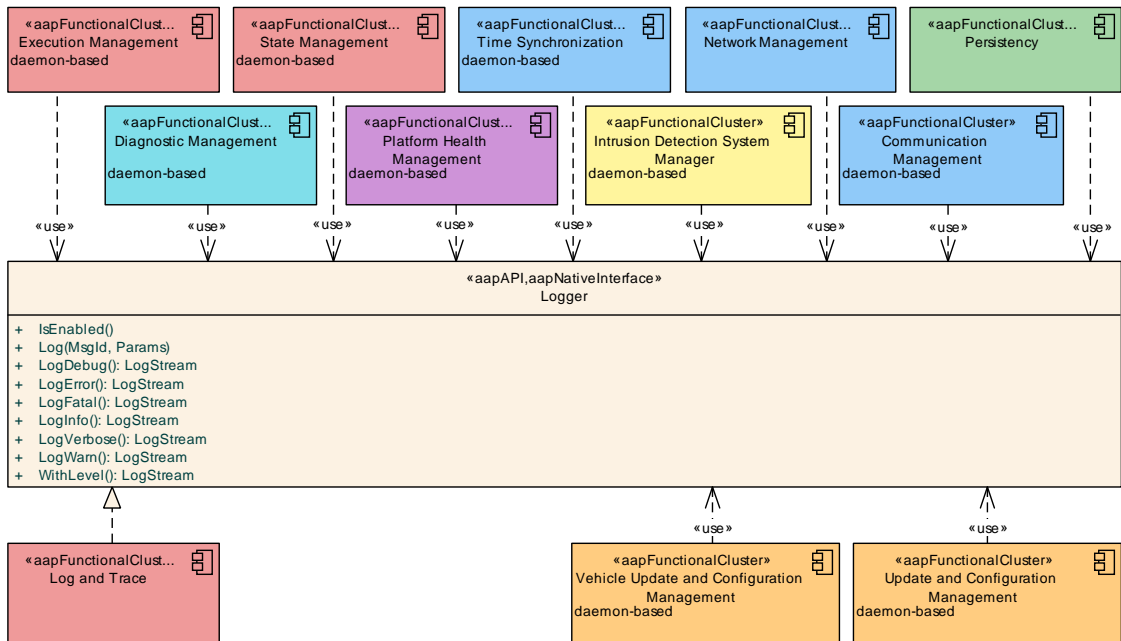 «aapFunctionalClust...
Execution Management
daemon-based
«aapFunctionalClust...
State Management
daemon-based
«aapFunctionalClust...
Time Synchronization
daemon-based
«aapFunctionalClust...
Network Management
«aapFunctionalClust...
Persistency
«aapFunctionalClust...
Diagnostic Management
daemon-based
«aapFunctionalClust...
Platform Health
Management
daemon-based
«aapFunctionalCluster»
Intrusion Detection System
Manager
daemon-based
«aapFunctionalCluster»
Communication
Management
daemon-based
«use»
«use»
«use»
«use»
«use»
«use»
«use»
«use»
«use»
«aapAPI,aapNativeInterface»
Logger
+ IsEnabled()
+ Log(MsgId, Params)
+ LogDebug(): LogStream
+ LogError(): LogStream
+ LogFatal(): LogStream
+ LogInfo(): LogStream
+ LogVerbose(): LogStream
+ LogWarn(): LogStream
+ WithLevel(): LogStream
«use»
«use»
«aapFunctionalClust...
Log and Trace
«aapFunctionalCluster»
Vehicle Update and Configuration
Management
daemon-based
«aapFunctionalCluster»
Update and Configuration
Management
daemon-based